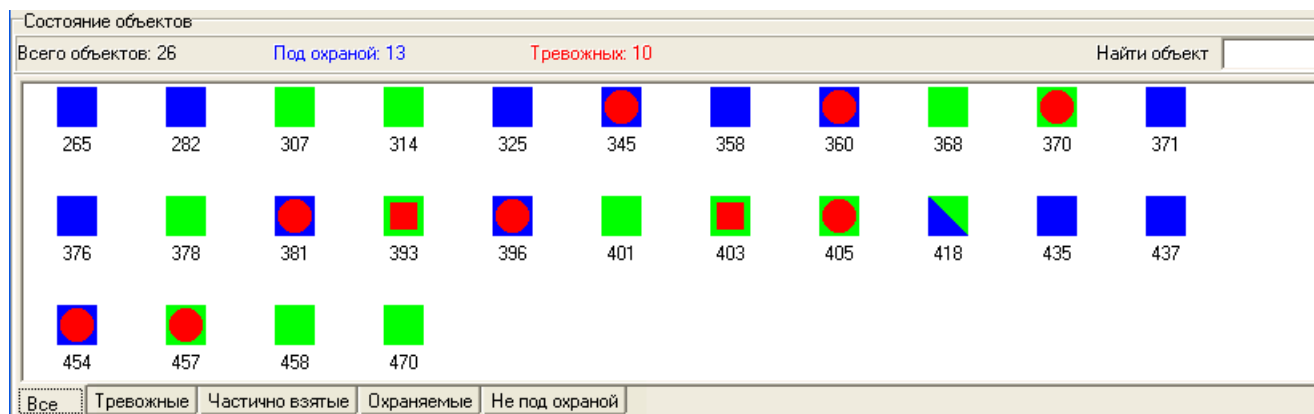 Состояние объектов
Всего объектов: 26 Под охраной: 13 Тревожных: 10 Найти объект
265 282 307 314 325 345 358 360 368 370 371
376 378 381 393 396 401 403 405 418 435 437
454 457 458 470
Все Тревожные Частично взятые Охраняемые Не под охраной